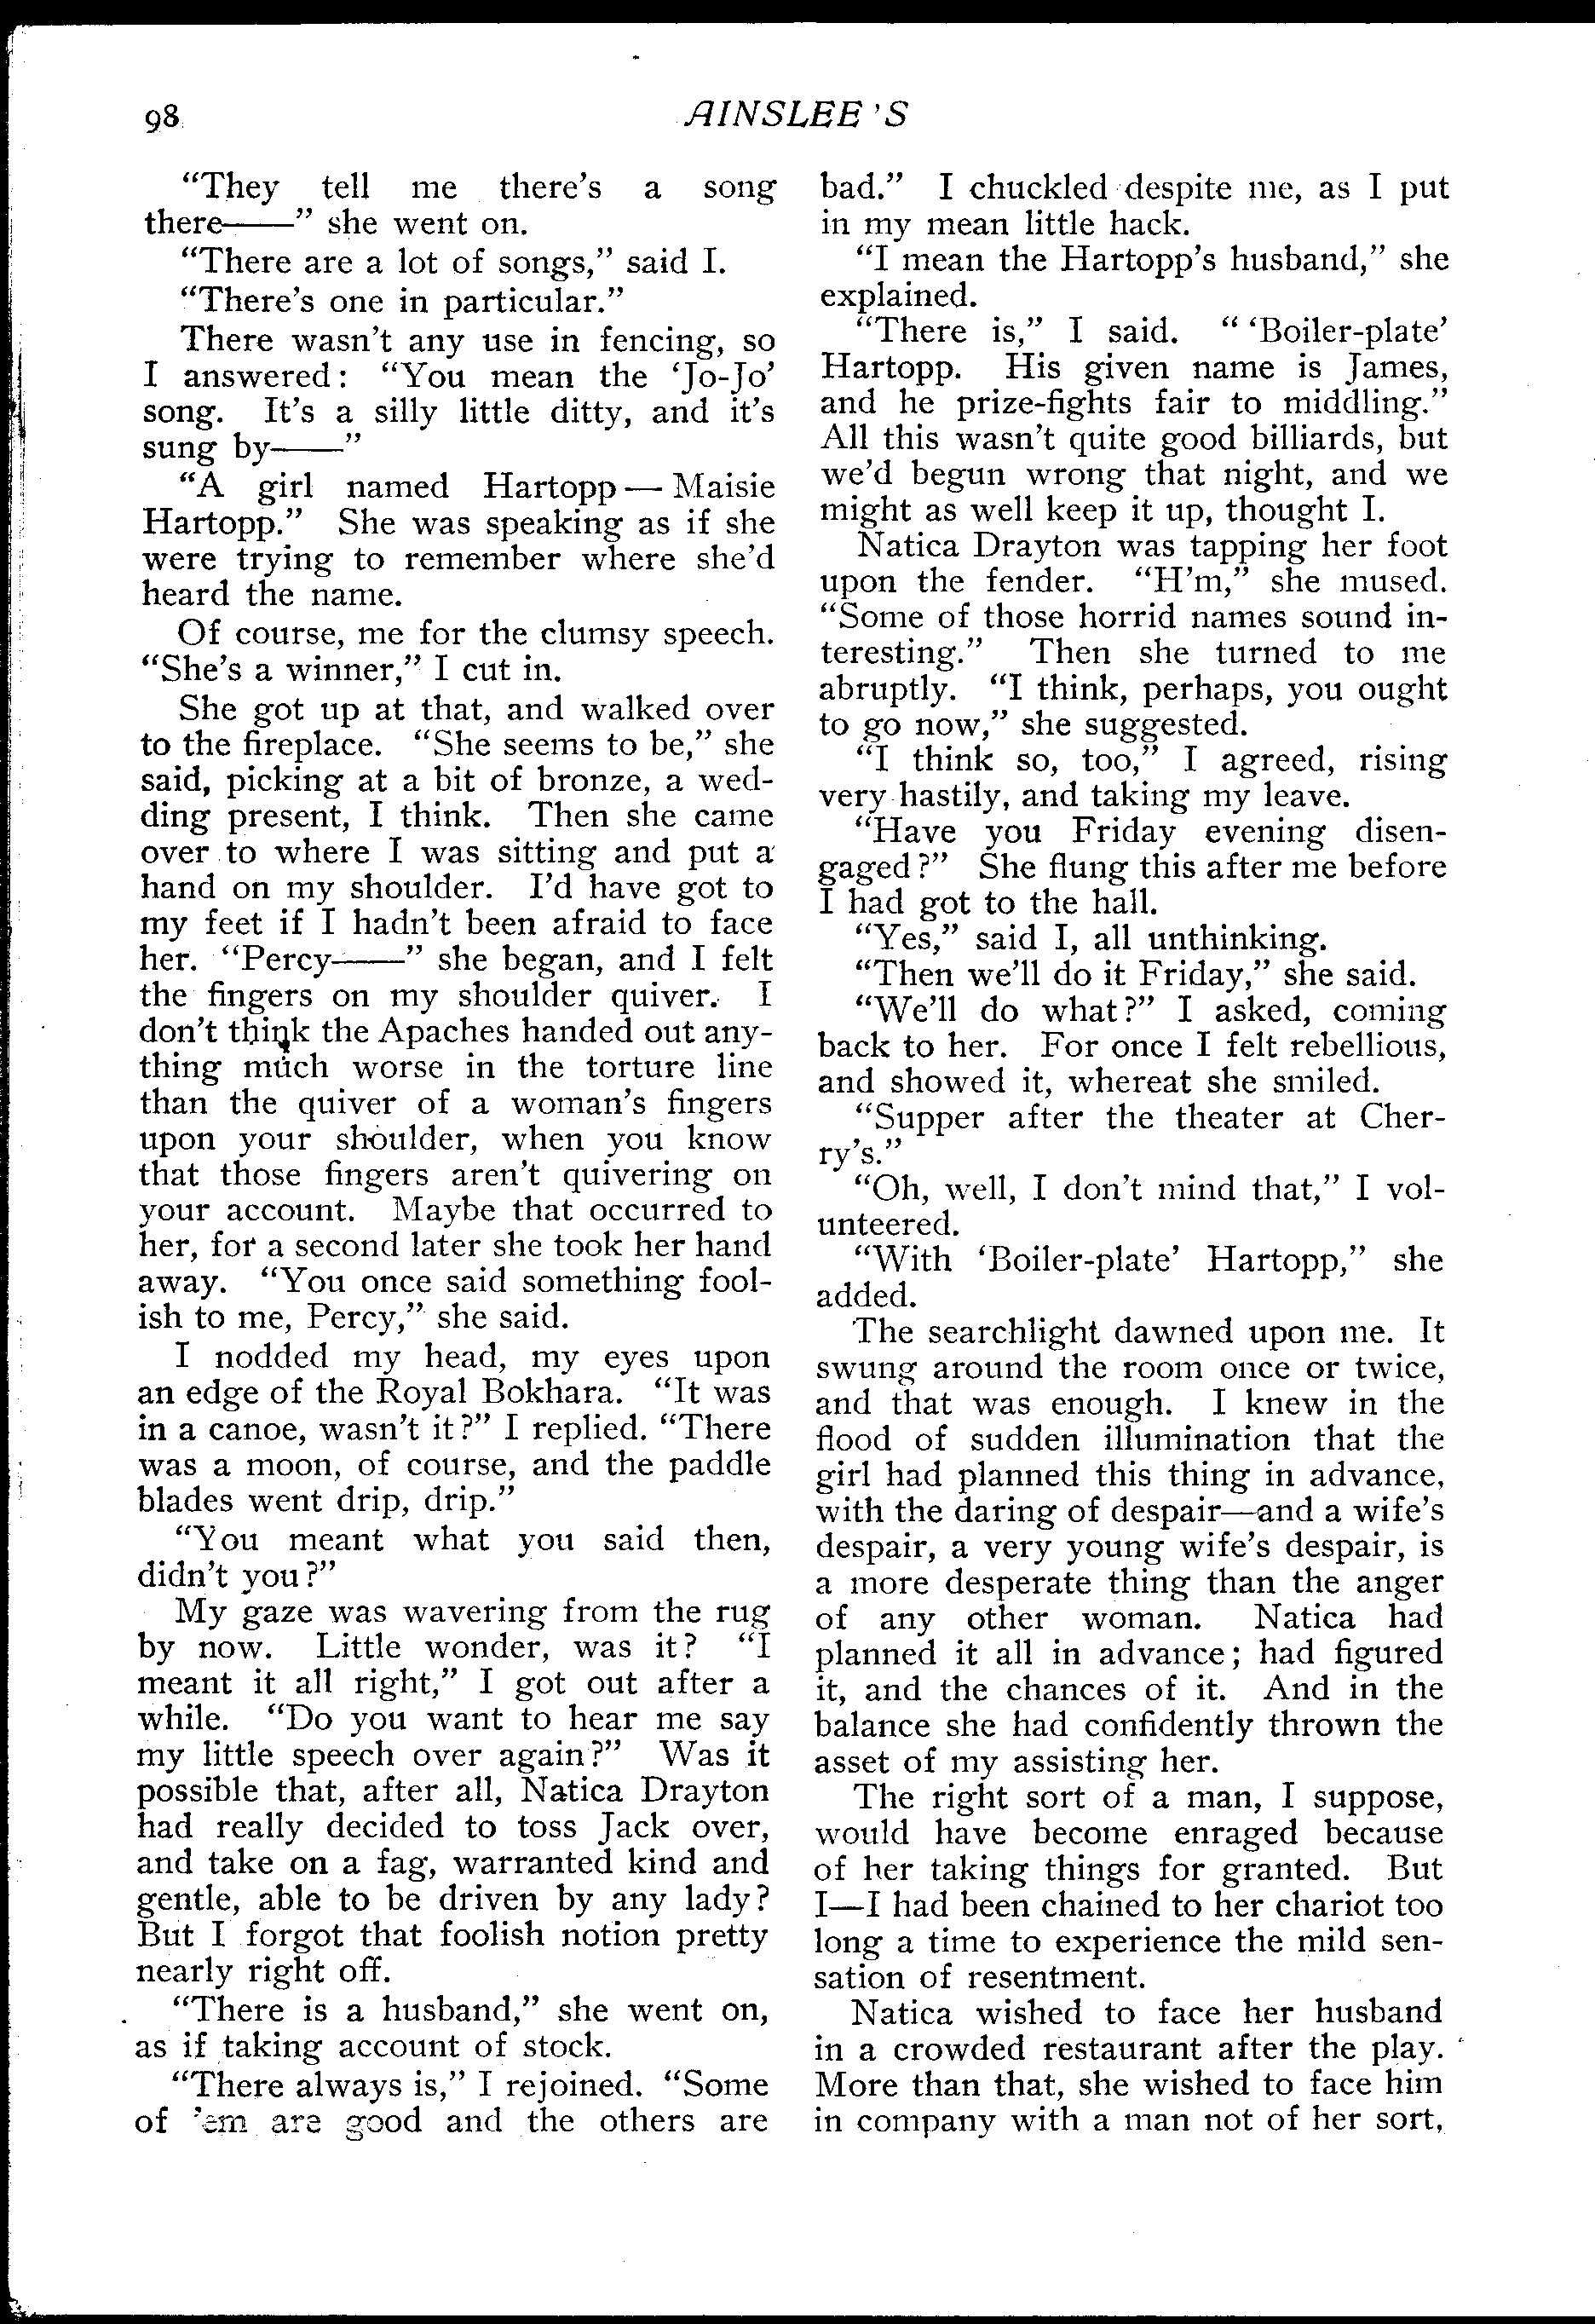 98
AINSLEE'S
"They tell me there's a song
there——" she went on.
"There are a lot of songs," said I.
"There's one in particular."
There wasn't any use in fencing, so
I answered: "You mean the 'Jo-Jo'
song. It's a silly little ditty, and it's
sung by——"
"A girl named Hartopp — Maisie
Hartopp." She was speaking as if she
were trying to remember where she'd
heard the name.
Of course, me for the clumsy speech.
"She's a winner," I cut in.
She got up at that, and walked over
to the fireplace. "She seems to be," she
said, picking at a bit of bronze, a wed-
ding present, I think. Then she came
over to where I was sitting and put a
hand on my shoulder. I'd have got to
my feet if I hadn't been afraid to face
her. "Percy——" she began, and I felt
the fingers on my shoulder quiver. I
don't think the Apaches handed out any-
thing much worse in the torture line
than the quiver of a woman's fingers
upon your shoulder, when you know
that those fingers aren't quivering on
your account. Maybe that occurred to
her, for a second later she took her hand
away. "You once said something fool-
ish to me, Percy," she said.
I nodded my head, my eyes upon
an edge of the Royal Bokhara. "It was
in a canoe, wasn't it?" I replied. "There
was a moon, of course, and the paddle
blades went drip, drip."
"You meant what you said then,
didn't you?"
My gaze was wavering from the rug
by now. Little wonder, was it? "I
meant it all right," I got out after a
while. "Do you want to hear me say
my little speech over again?" Was it
possible that, after all, Natica Drayton
had really decided to toss Jack over,
and take on a fag, warranted kind and
gentle, able to be driven by any lady?
But I forgot that foolish notion pretty
nearly right off.
"There is a husband," she went on,
as if taking account of stock.
"There always is," I rejoined. "Some
of 'em are good and the others are
bad." I chuckled despite me, as I put
in my mean little hack.
"I mean the Hartopp's husband," she
explained.
"There is," I said. "'Boiler-plate'
Hartopp. His given name is James,
and he prize-fights fair to middling."
All this wasn't quite good billiards, but
we'd begun wrong that night, and we
might as well keep it up, thought I.
Natica Drayton was tapping her foot
upon the fender. "H'm," she mused.
"Some of those horrid names sound in-
teresting." Then she turned to me
abruptly. "I think, perhaps, you ought
to go now," she suggested.
"I think so, too," I agreed, rising
very hastily, and taking my leave.
"Have you Friday evening disen-
gaged?" She flung this after me before
I had got to the hall.
"Yes," said I, all unthinking.
"Then we'll do it Friday," she said.
"We'll do what?" I asked, coming
back to her. For once I felt rebellious,
and showed it, whereat she smiled.
"Supper after the theater at Cher-
ry's."
"Oh, well, I don't mind that," I vol-
unteered.
"With 'Boiler-plate' Hartopp," she
added.
The searchlight dawned upon me. It
swung around the room once or twice,
and that was enough. I knew in the
flood of sudden illumination that the
girl had planned this thing in advance,
with the daring of despair—and a wife's
despair, a very young wife's despair, is
a more desperate thing than the anger
of any other woman. Natica had
planned it all in advance; had figured
it, and the chances of it. And in the
balance she had confidently thrown the
asset of my assisting her.
The right sort of a man, I suppose,
would have become enraged because
of her taking things for granted. But
I—I had been chained to her chariot too
long a time to experience the mild sen-
sation of resentment.
Natica wished to face her husband
in a crowded restaurant after the play.
More than that, she wished to face him
in company with a man not of her sort,